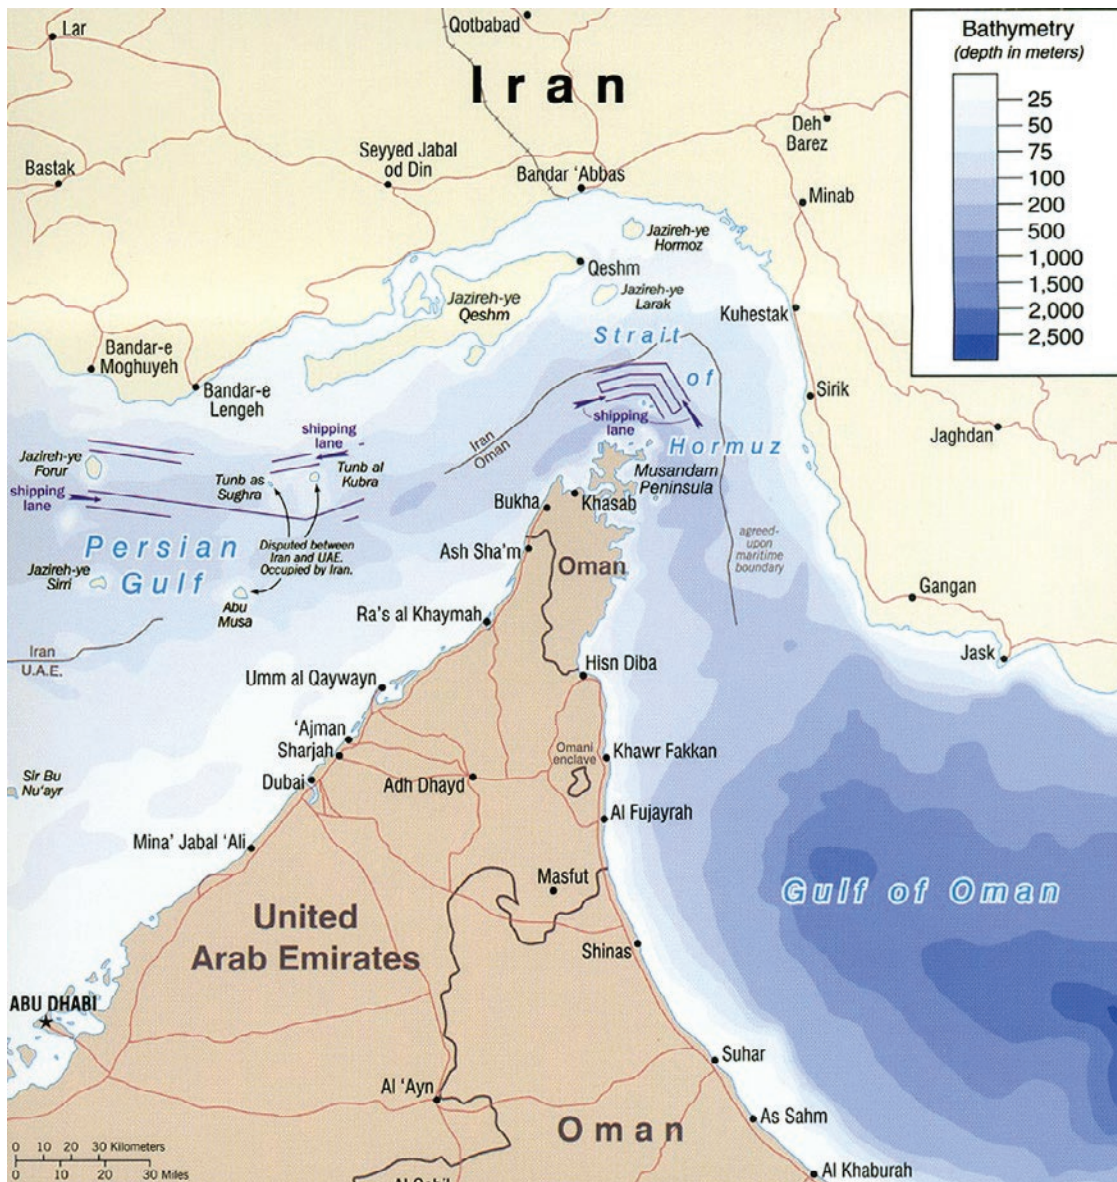 Lar
Qotbabad
Iran
Bathymetry
(depth in meters)
25
50
75
100
200
500
1,000
1,500
2,000
2,500
Deh
Barez
Bastak
Seyyed Jabal
od Din
Bandar ‘Abbas
Minab
Jazireh-ye
Hormoz
Qeshm
Jazireh-ye
Qeshm
Jazireh-ye
Larak
Kuhestak
Strait
of
Hormuz
Bandar-e
Moghuyeh
Bandar-e
Lengeh
Sirik
Jaghdan
shipping
lane
shipping
lane
Iran
Oman
Jazireh-ye
Forur
Tunb as
Sughra
Tunb al
Kubra
shipping
lane
Musandam
Peninsula
Bukha
Khasab
Persian
Gulf
Disputed between
Iran and UAE.
Occupied by Iran.
Ash Sha’m
Oman
agreed-
upon
maritime
boundary
Jazireh-ye
Sirri
Abu
Musa
Gangan
Ra’s al Khaymah
Iran
U.A.E.
Jask
Hisn Diba
Umm al Qaywayn
‘Ajman
Sharjah
Dubai
Omani
enclave
Khawr Fakkan
Sir Bu
Nu’ayr
Adh Dhayd
Al Fujayrah
Mina’ Jabal ‘Ali
Masfut
Gulf of Oman
United
Arab Emirates
Shinas
ABU DHABI
Suhar
Al ‘Ayn
Oman
As Sahm
0 10 20 30 Kilometers
0 10 20 30 Miles
Al Khaburah